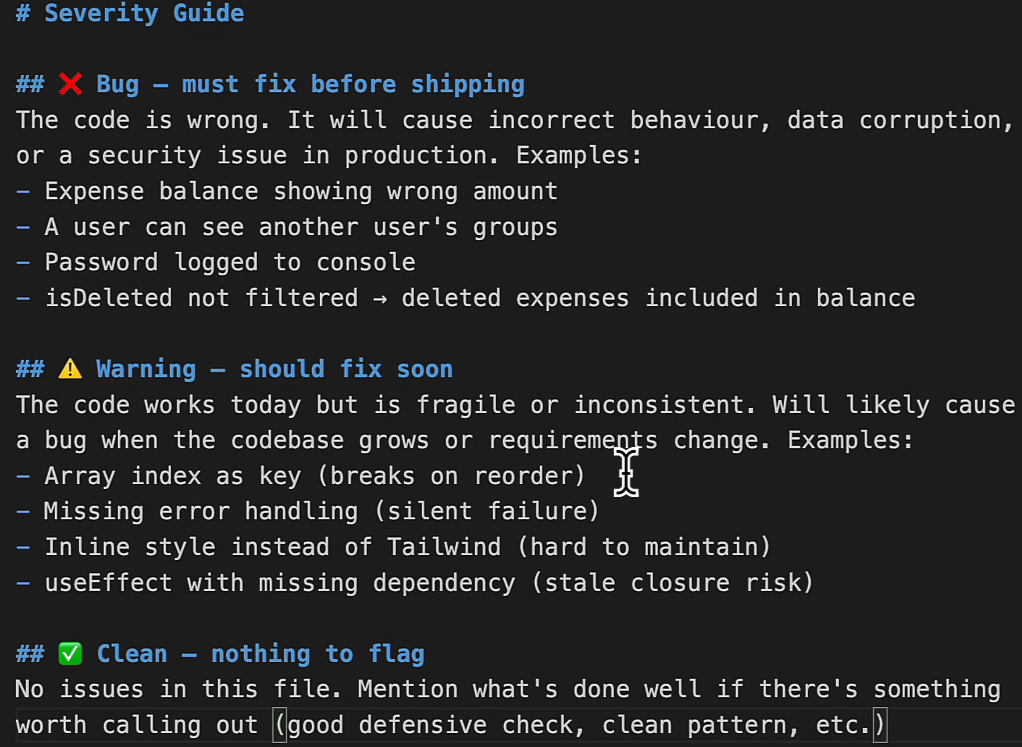 # Severity Guide
## ❌ Bug — must fix before shipping
The code is wrong. It will cause incorrect behaviour, data corruption,
or a security issue in production. Examples:
- Expense balance showing wrong amount
- A user can see another user's groups
- Password logged to console
- isDeleted not filtered → deleted expenses included in balance
## ⚠️ Warning — should fix soon
The code works today but is fragile or inconsistent. Will likely cause
a bug when the codebase grows or requirements change. Examples:
- Array index as key (breaks on reorder)
- Missing error handling (silent failure)
- Inline style instead of Tailwind (hard to maintain)
- useEffect with missing dependency (stale closure risk)
## ✅ Clean — nothing to flag
No issues in this file. Mention what's done well if there's something
worth calling out (good defensive check, clean pattern, etc.)